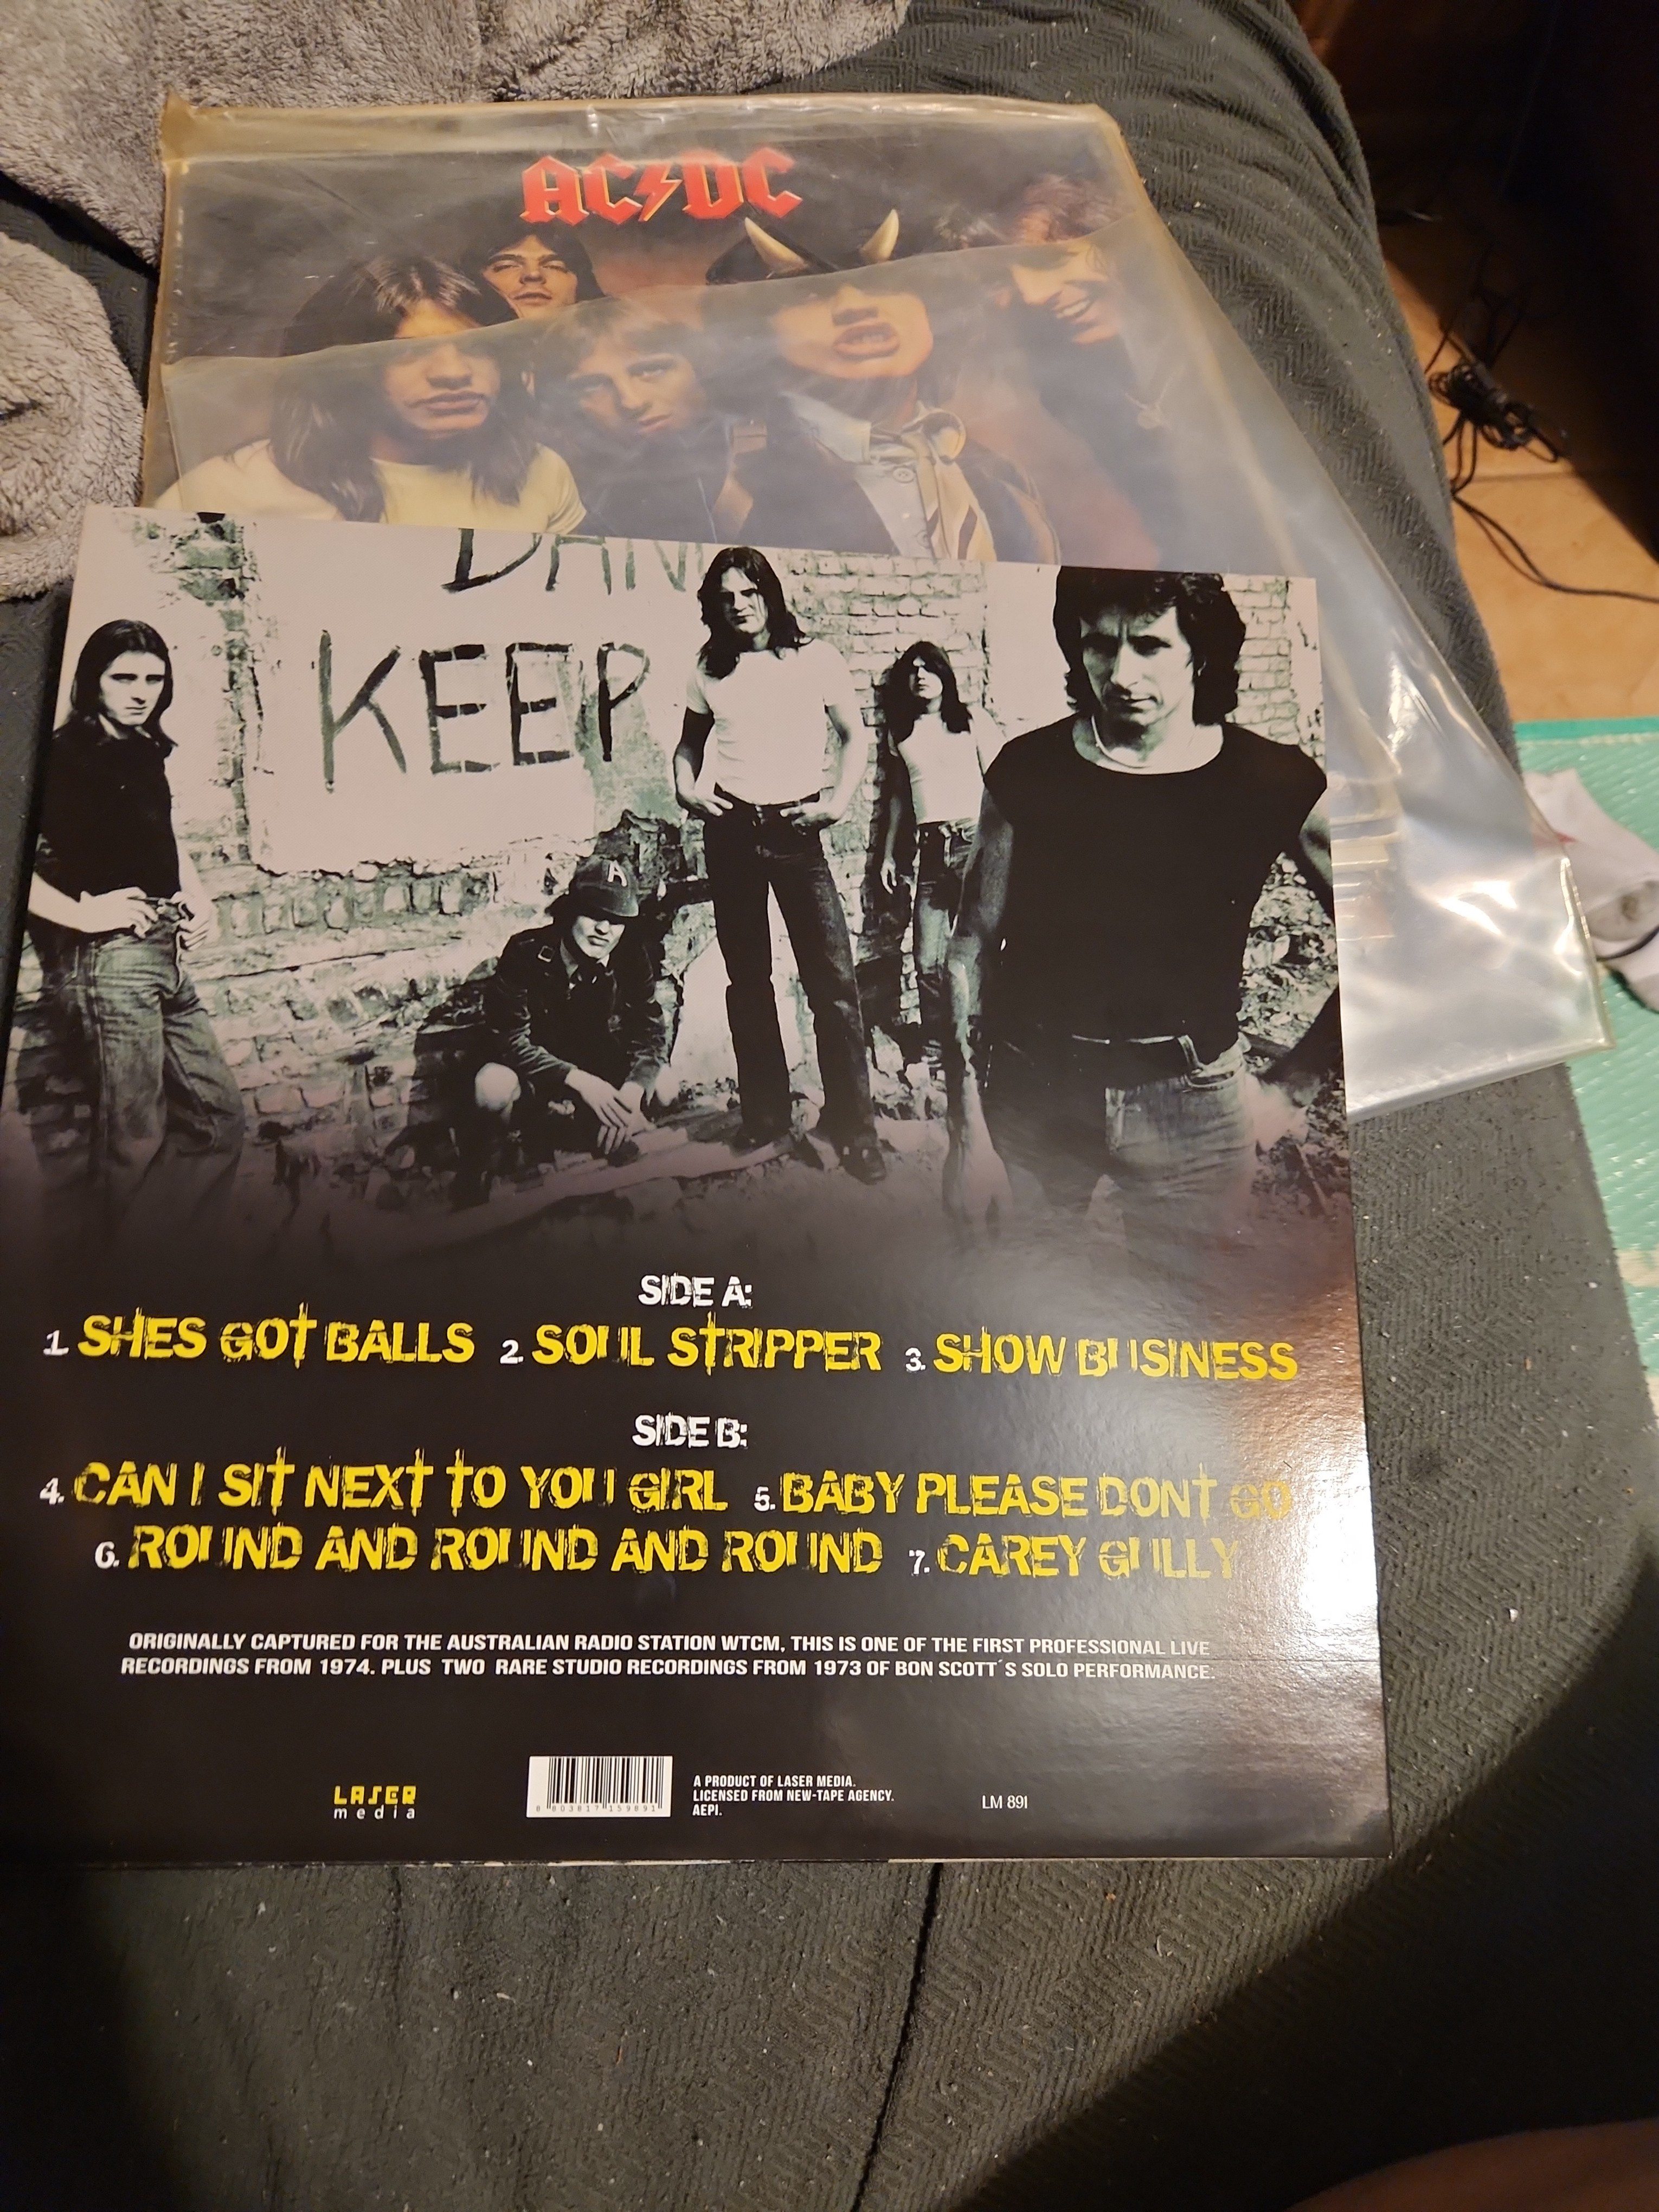 AC⚡DC
DAN
KEEP
A
SIDE A:
1. SHES GOT BALLS 2. SOUL STRIPPER 3. SHOW BUSINESS
SIDE B:
4. CAN I SIT NEXT TO YOU GIRL 5. BABY PLEASE DONT GO
6. ROUND AND ROUND AND ROUND 7. CAREY GULLY
ORIGINALLY CAPTURED FOR THE AUSTRALIAN RADIO STATION WTCM, THIS IS ONE OF THE FIRST PROFESSIONAL LIVE
RECORDINGS FROM 1974. PLUS TWO RARE STUDIO RECORDINGS FROM 1973 OF BON SCOTT´S SOLO PERFORMANCE.
LASER
media
8 803817 159891
A PRODUCT OF LASER MEDIA.
LICENSED FROM NEW-TAPE AGENCY.
AEPI.
LM 891